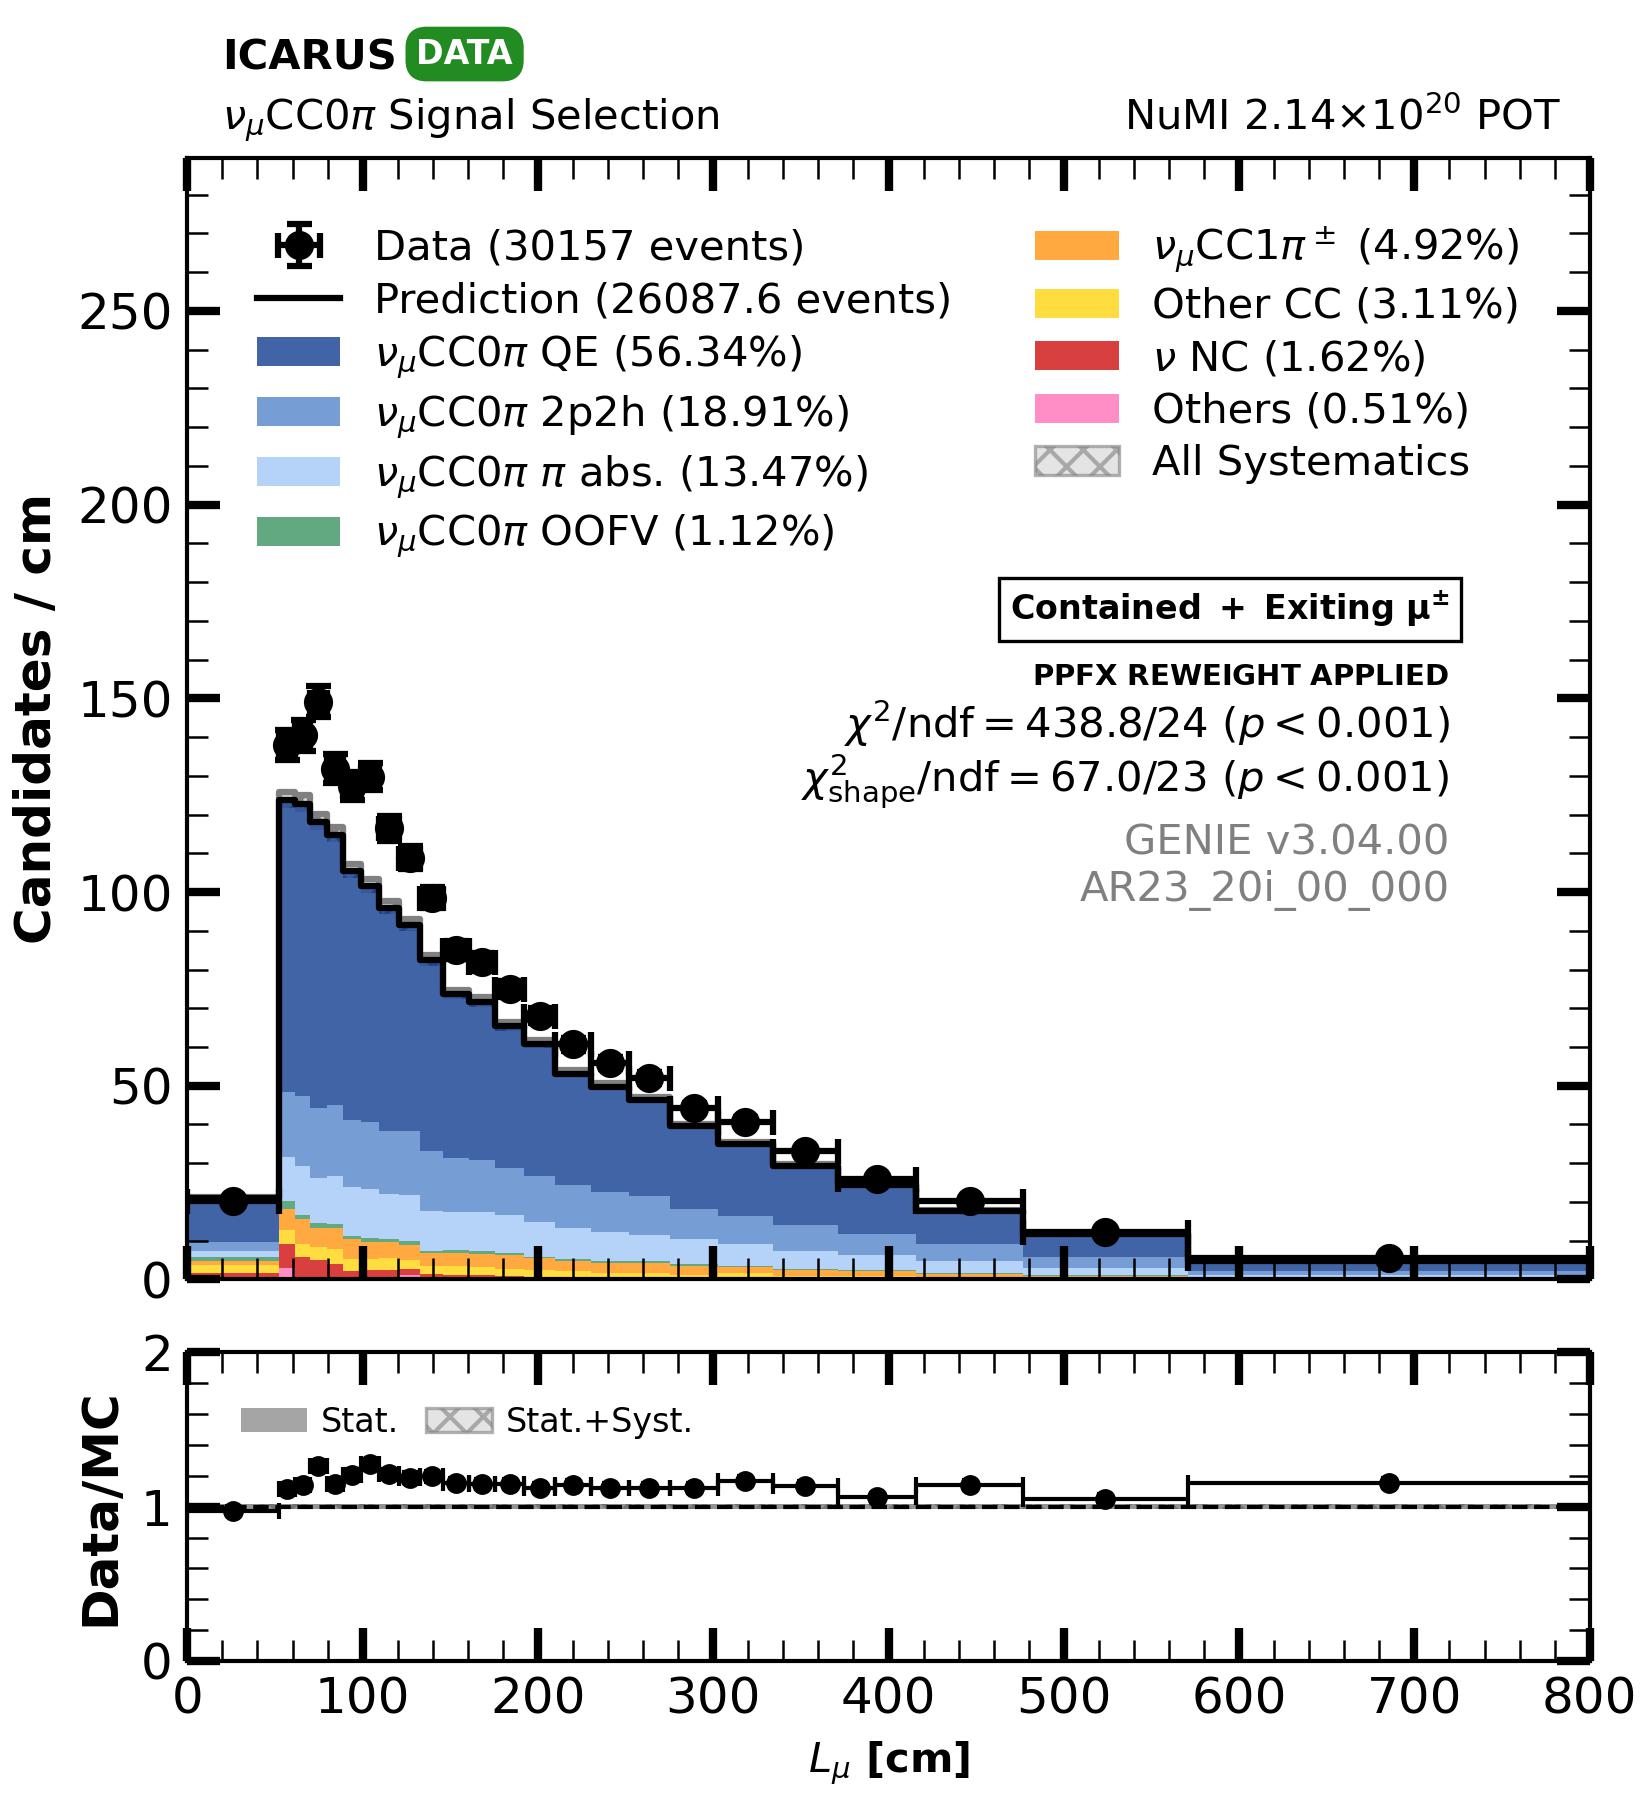 ICARUS DATA
νμCC0π Signal Selection
NuMI 2.14×10²⁰ POT
Data (30157 events)
Prediction (26087.6 events)
νμCC0π QE (56.34%)
νμCC0π 2p2h (18.91%)
νμCC0π π abs. (13.47%)
νμCC0π OOFV (1.12%)
νμCC1π± (4.92%)
Other CC (3.11%)
ν NC (1.62%)
Others (0.51%)
All Systematics
Contained + Exiting μ±
PPFX REWEIGHT APPLIED
χ²/ndf = 438.8/24 (p < 0.001)
χ²shape/ndf = 67.0/23 (p < 0.001)
GENIE v3.04.00
AR23_20i_00_000
Candidates / cm
250
200
150
100
50
0
Data/MC
2
1
0
Stat.
Stat.+Syst.
0 100 200 300 400 500 600 700 800
Lμ [cm]